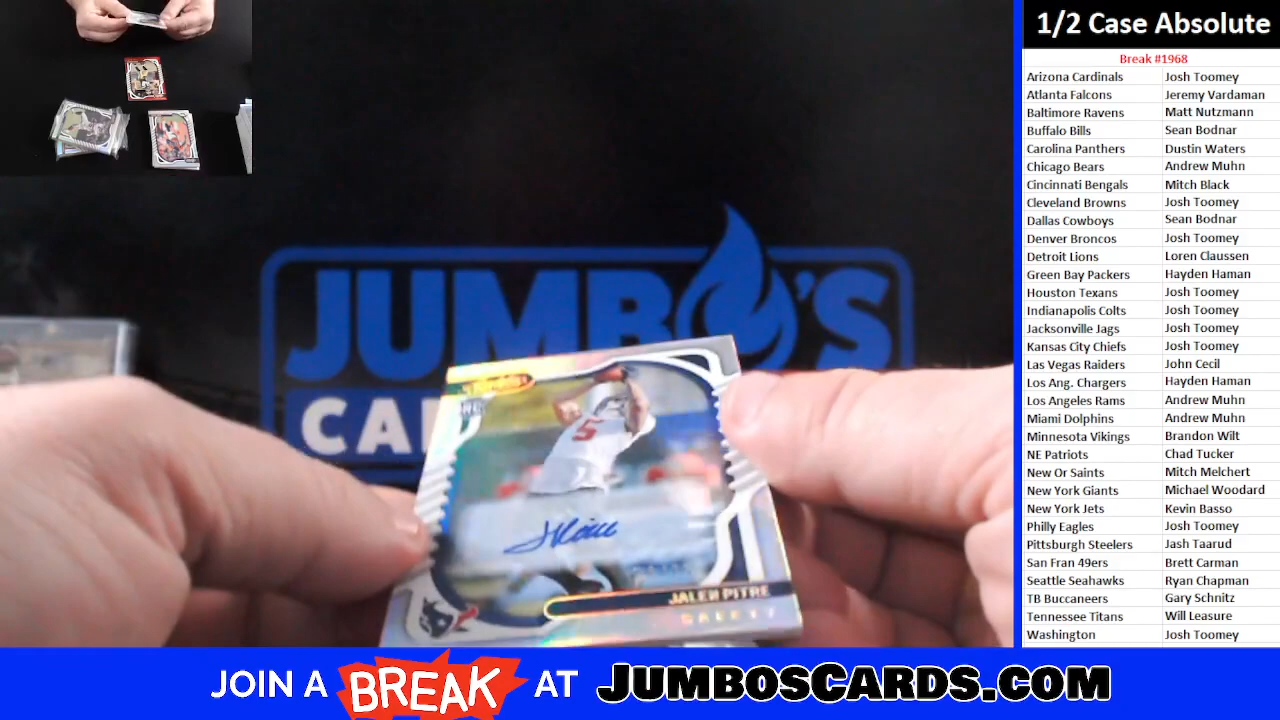 1/2 Case Absolute
Break #1968
Arizona Cardinals Josh Toomey
Atlanta Falcons Jeremy Vardaman
Baltimore Ravens Matt Nutzmann
Buffalo Bills Sean Bodnar
Carolina Panthers Dustin Waters
Chicago Bears Andrew Muhn
Cincinnati Bengals Mitch Black
Cleveland Browns Josh Toomey
Dallas Cowboys Sean Bodnar
Denver Broncos Josh Toomey
Detroit Lions Loren Claussen
Green Bay Packers Hayden Haman
Houston Texans Josh Toomey
Indianapolis Colts Josh Toomey
Jacksonville Jags Josh Toomey
Kansas City Chiefs Josh Toomey
Las Vegas Raiders John Cecil
Los Ang. Chargers Hayden Haman
Los Angeles Rams Andrew Muhn
Miami Dolphins Andrew Muhn
Minnesota Vikings Brandon Wilt
NE Patriots Chad Tucker
New Or Saints Mitch Melchert
New York Giants Michael Woodard
New York Jets Kevin Basso
Philly Eagles Josh Toomey
Pittsburgh Steelers Jash Taarud
San Fran 49ers Brett Carman
Seattle Seahawks Ryan Chapman
TB Buccaneers Gary Schnitz
Tennessee Titans Will Leasure
Washington Josh Toomey
JUMBO'S
CA
5
JALEN PITRE
SAFETY
JOIN A BREAK AT JUMBOSCARDS.COM